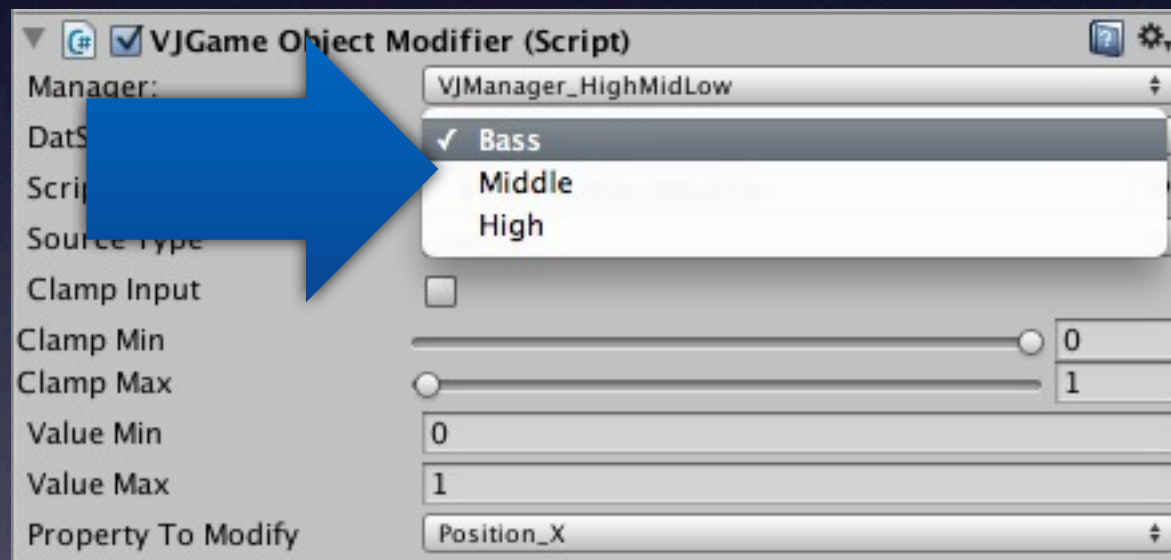 VJGame Object Modifier (Script)
Manager: VJManager_HighMidLow
✓ Bass
Middle
High
Clamp Input
Clamp Min 0
Clamp Max 1
Value Min 0
Value Max 1
Property To Modify Position_X